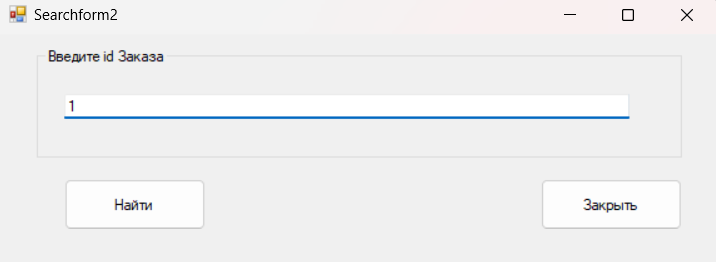 Searchform2
Введите id Заказа
1
Найти
Закрыть